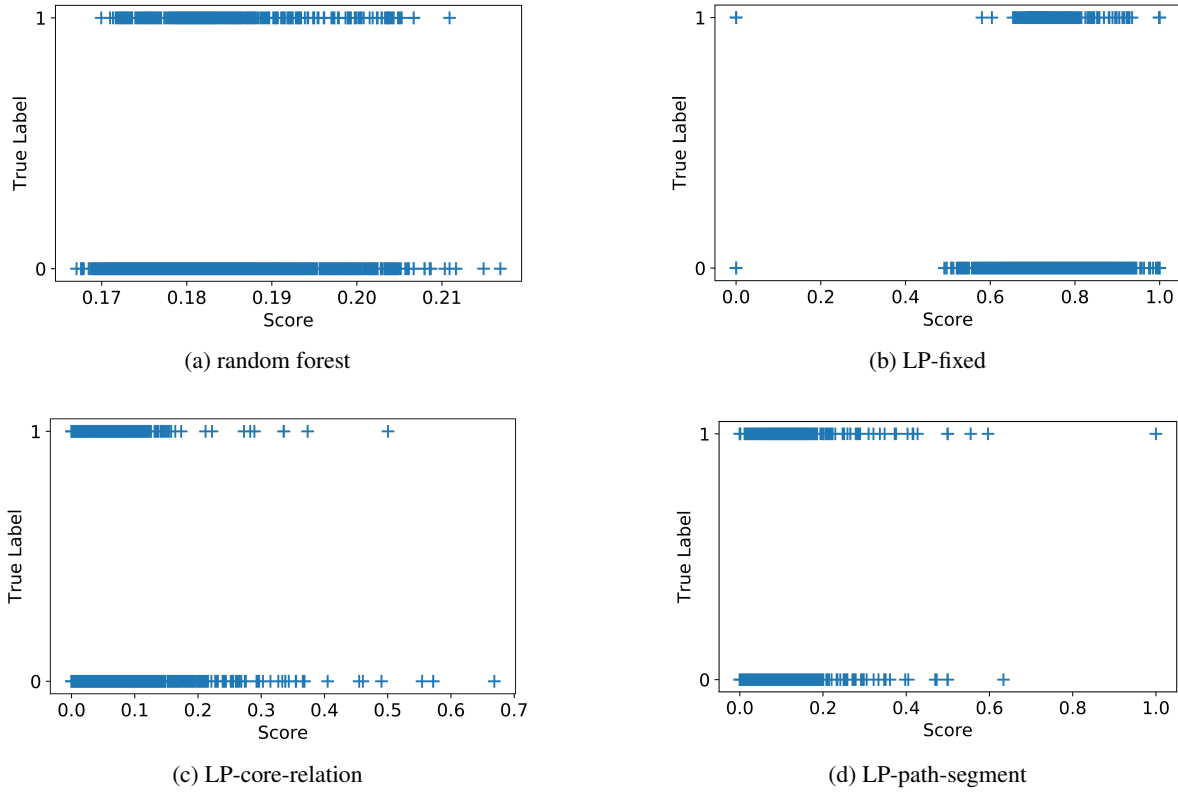 1
True Label
0
0.17 0.18 0.19 0.20 0.21
Score
(a) random forest
1
True Label
0
0.0 0.2 0.4 0.6 0.8 1.0
Score
(b) LP-fixed
1
True Label
0
0.0 0.1 0.2 0.3 0.4 0.5 0.6 0.7
Score
(c) LP-core-relation
1
True Label
0
0.0 0.2 0.4 0.6 0.8 1.0
Score
(d) LP-path-segment